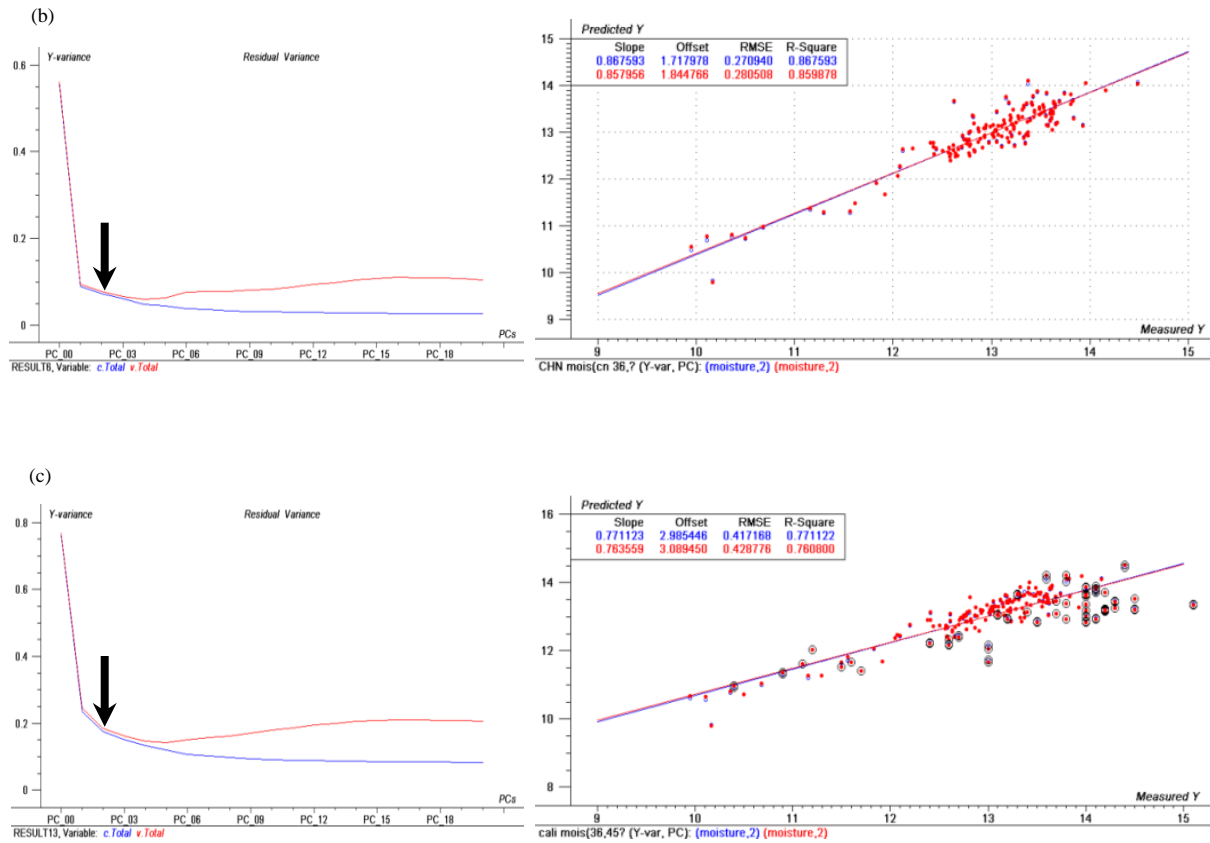 (b)
Y-variance Residual Variance
0.6
0.4
0.2
0
PC_00 PC_03 PC_06 PC_09 PC_12 PC_15 PC_18
PCs
RESULT6, Variable: c.Total v.Total
Predicted Y
Slope Offset RMSE R-Square
0.867593 1.717978 0.270940 0.867593
0.857956 1.844766 0.280508 0.859878
15
14
13
12
11
10
9
Measured Y
9 10 11 12 13 14 15
CHN mois(cn 36,? (Y-var, PC): (moisture,2) (moisture,2)
(c)
Y-variance Residual Variance
0.8
0.6
0.4
0.2
0
PCs
PC_00 PC_03 PC_06 PC_09 PC_12 PC_15 PC_18
RESULT13, Variable: c.Total v.Total
Predicted Y
Slope Offset RMSE R-Square
0.771123 2.985446 0.417168 0.771122
0.763559 3.089450 0.428776 0.760800
16
14
12
10
8
Measured Y
9 10 11 12 13 14 15
cali mois(36,45? (Y-var, PC): (moisture,2) (moisture,2)